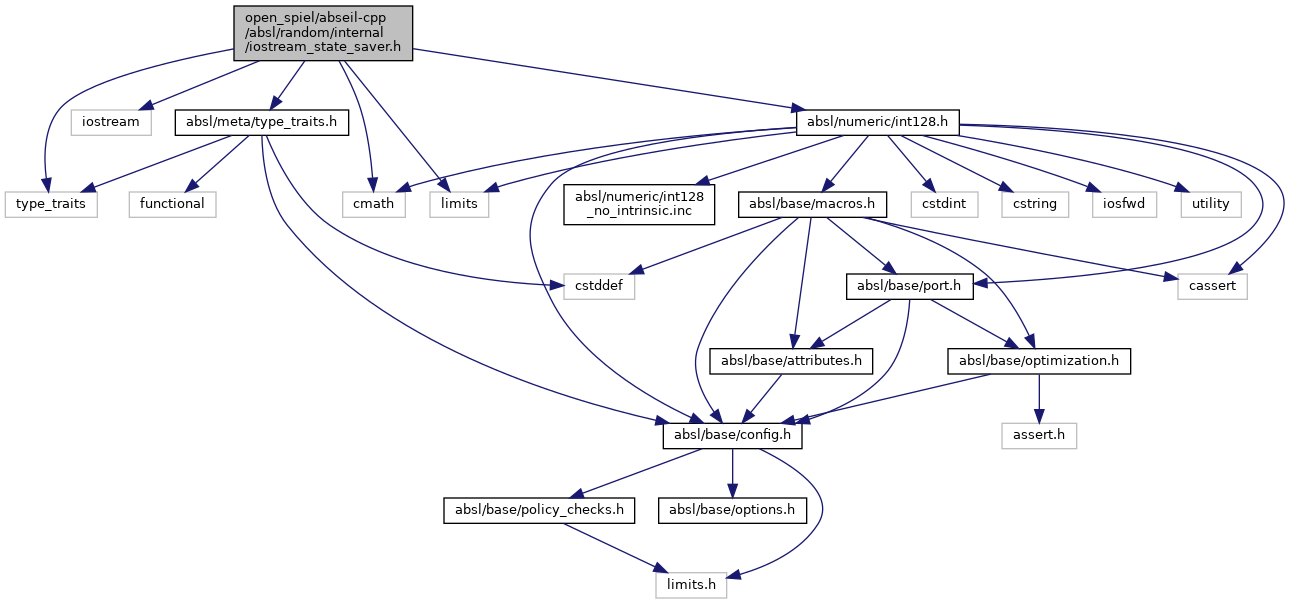 open_spiel/abseil-cpp
/absl/random/internal
/iostream_state_saver.h
iostream
absl/meta/type_traits.h
absl/numeric/int128.h
type_traits
functional
cmath
limits
absl/numeric/int128
_no_intrinsic.inc
absl/base/macros.h
cstdint
cstring
iosfwd
utility
cstddef
absl/base/port.h
cassert
absl/base/attributes.h
absl/base/optimization.h
absl/base/config.h
assert.h
absl/base/policy_checks.h
absl/base/options.h
limits.h